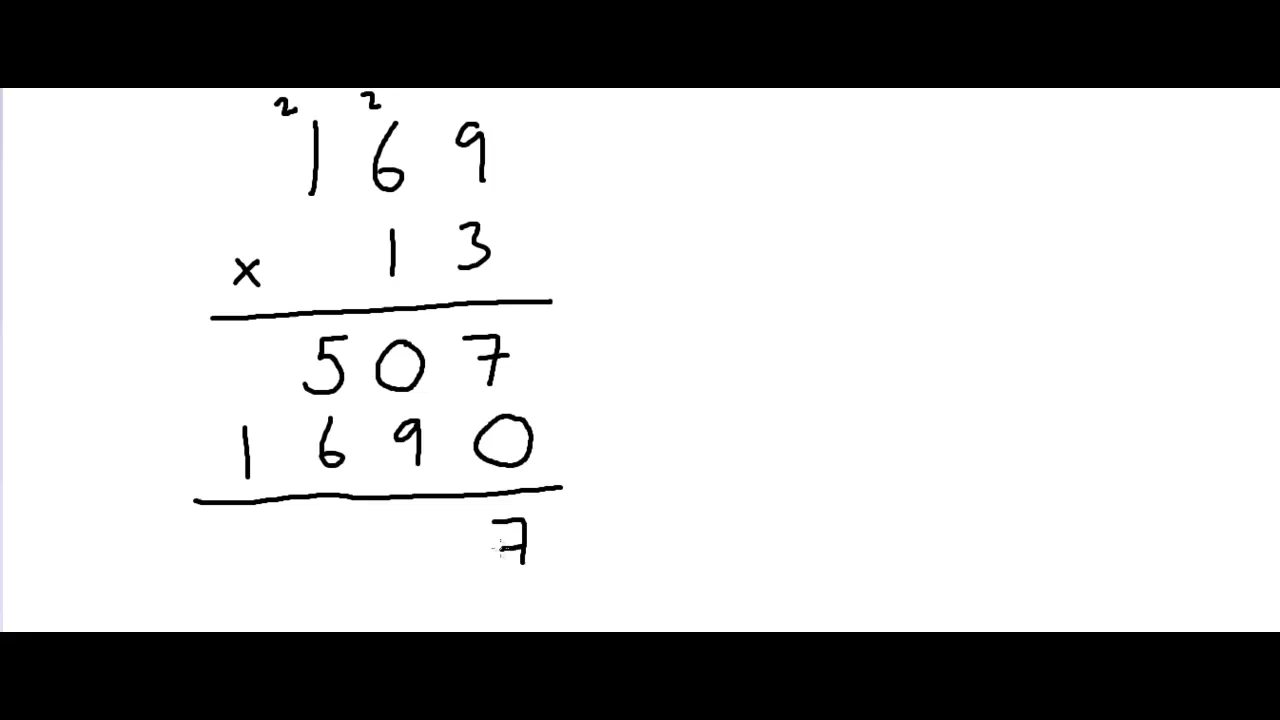 2 2
1 6 9
x 1 3
5 0 7
1 6 9 0
7